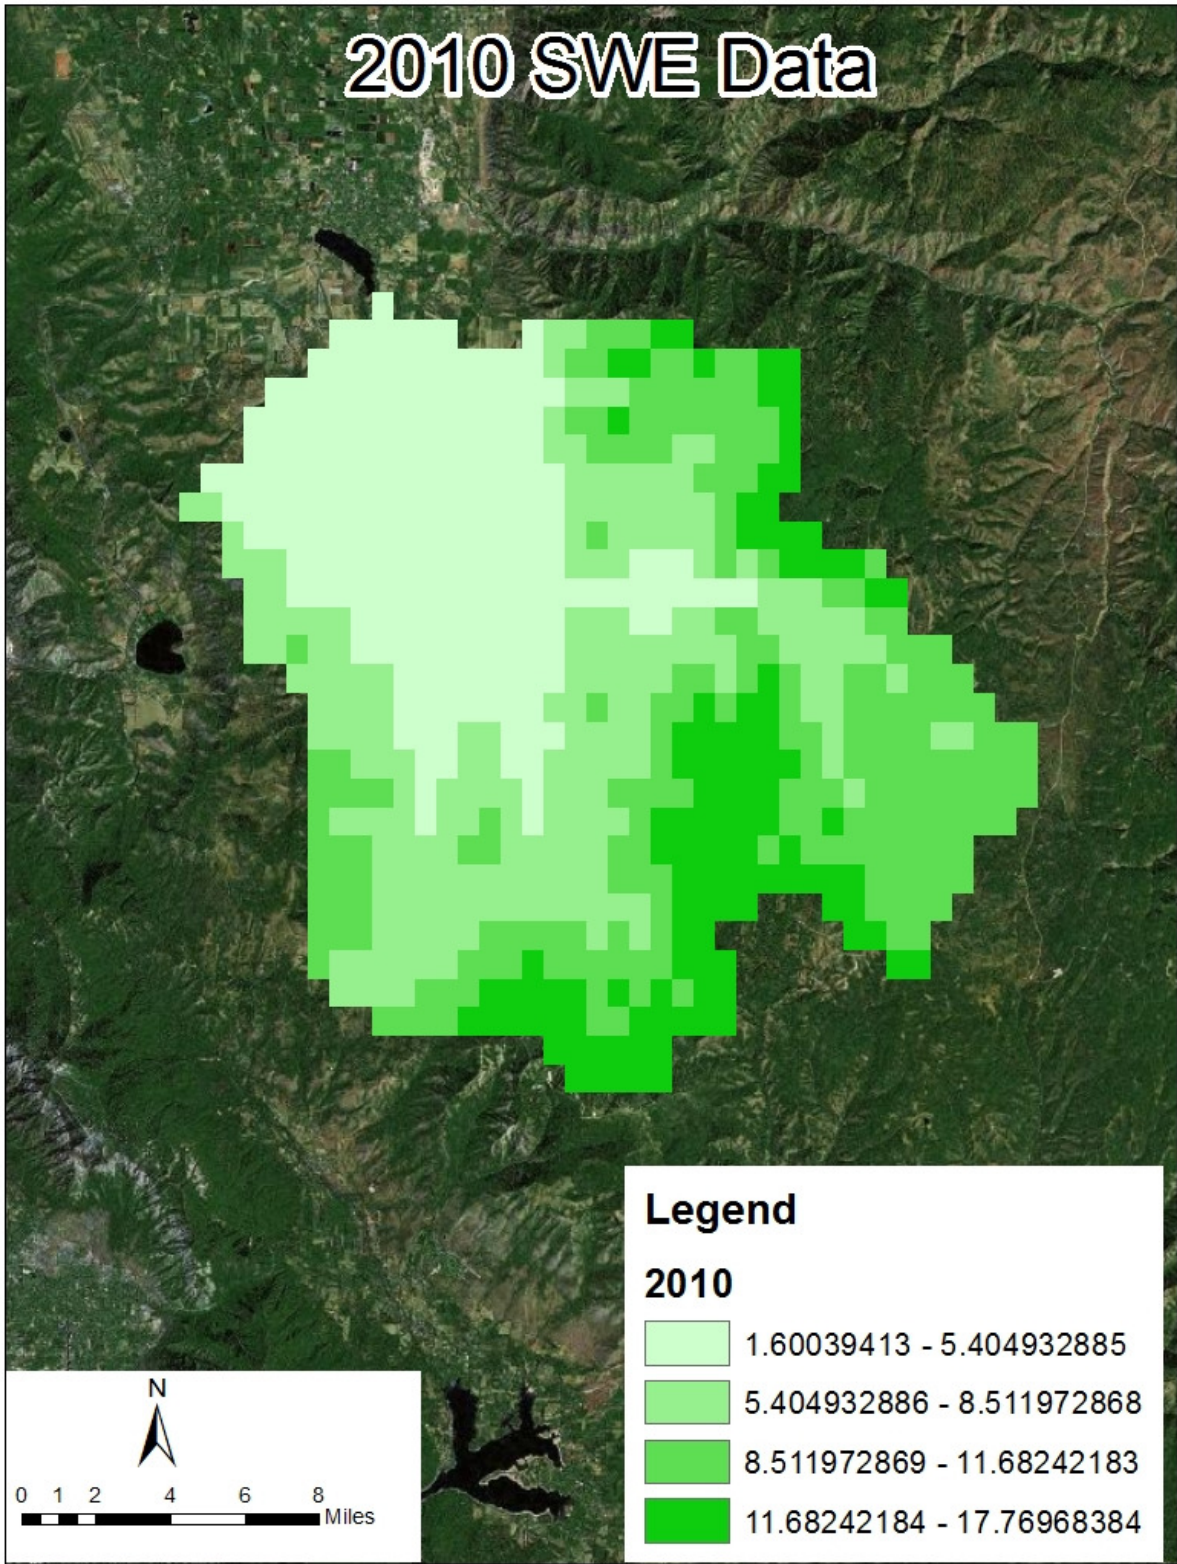 2010 SWE Data
Legend
2010
1.60039413 - 5.404932885
5.404932886 - 8.511972868
8.511972869 - 11.68242183
11.68242184 - 17.76968384
N
0 1 2 4 6 8
Miles